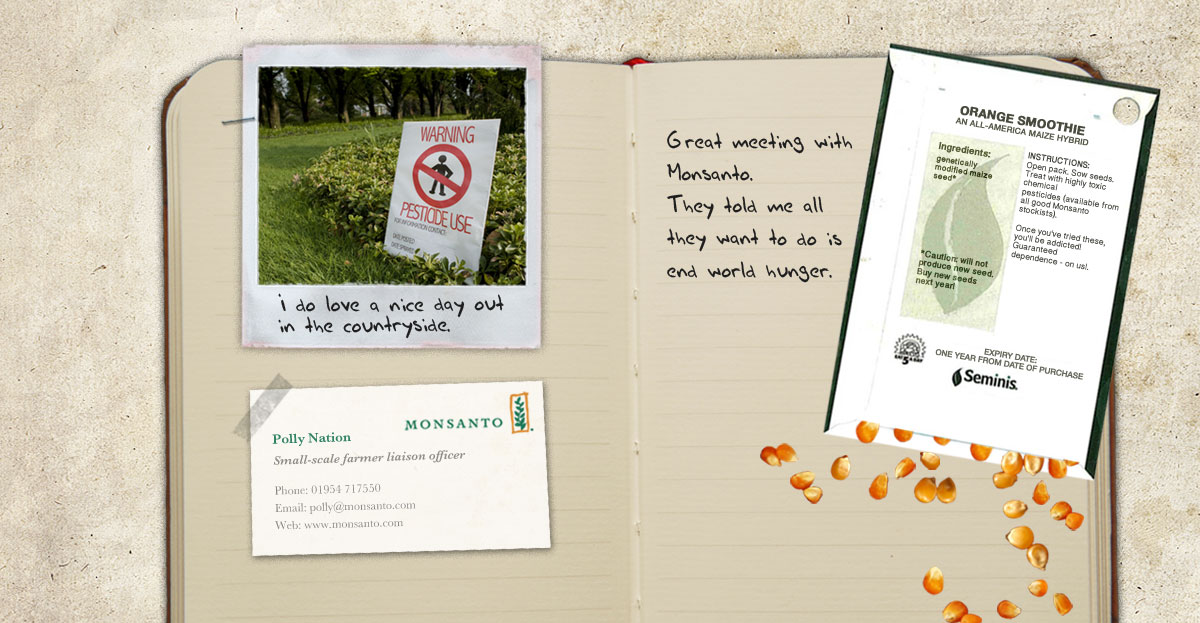 WARNING
PESTICIDE USE
FOR INFORMATION CONTACT:
DATE POSTED
i do love a nice day out
in the countryside.
MONSANTO
Polly Nation
Small-scale farmer liaison officer
Phone: 01954 717550
Email: polly@monsanto.com
Web: www.monsanto.com
Great meeting with
Monsanto.
They told me all
they want to do is
end world hunger.
ORANGE SMOOTHIE
AN ALL-AMERICA MAIZE HYBRID
Ingredients:
genetically
modified maize
seed*
*Caution: will not
produce new seed.
Buy new seeds
next year!
INSTRUCTIONS:
Open pack. Sow seeds.
Treat with highly toxic
chemical
pesticides (available from
all good Monsanto
stockists).
Once you've tried these,
you'll be addicted!
Guaranteed
dependence - on us!.
EXPIRY DATE:
ONE YEAR FROM DATE OF PURCHASE
Seminis.